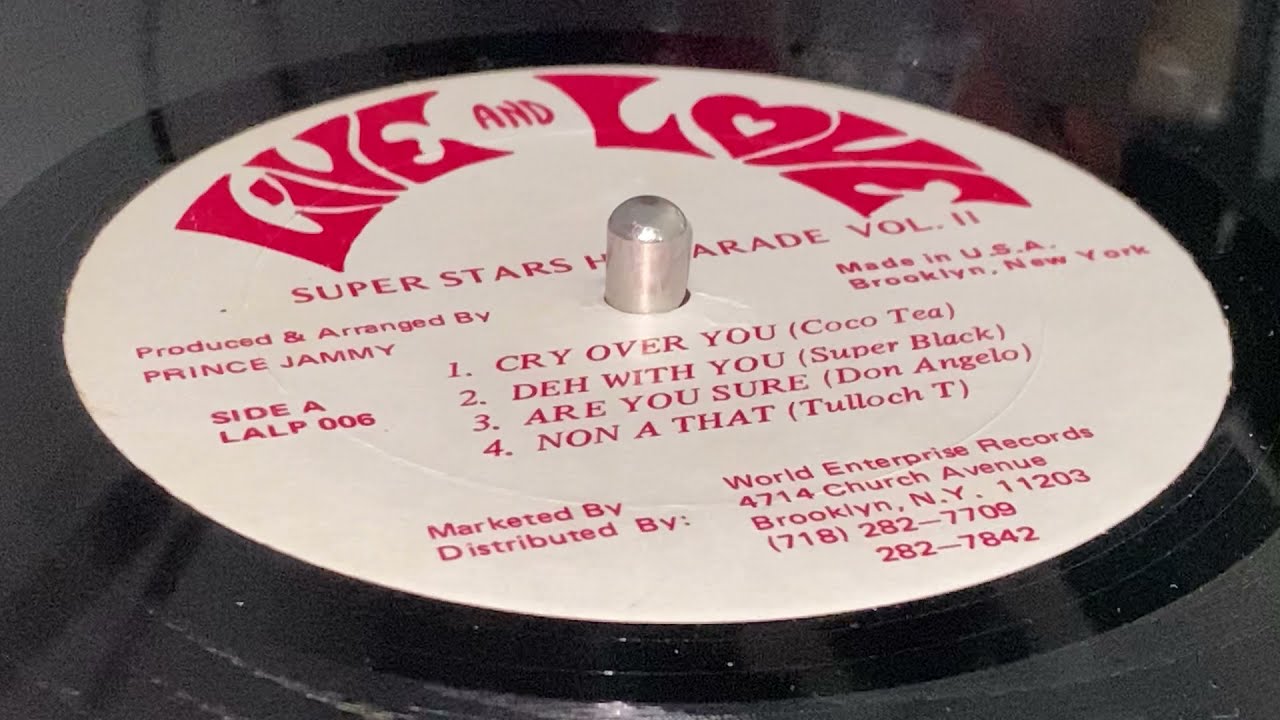 LIVE AND LOVE
SUPER STARS H ARADE VOL. II
Made in U.S.A.
Brooklyn, New York
Produced & Arranged By
PRINCE JAMMY
SIDE A
LALP 006
1. CRY OVER YOU (Coco Tea)
2. DEH WITH YOU (Super Black)
3. ARE YOU SURE (Don Angelo)
4. NON A THAT (Tulloch T)
Marketed By
Distributed By:
World Enterprise Records
4714 Church Avenue
Brooklyn, N.Y. 11203
(718) 282-7709
282-7842